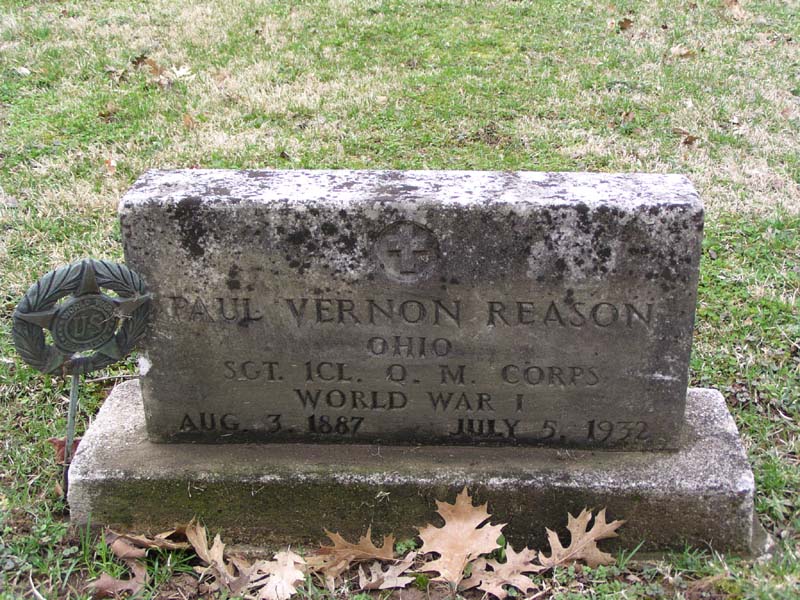 PAUL VERNON REASON
OHIO
SGT. 1CL. Q. M. CORPS
WORLD WAR I
AUG. 3. 1887 JULY 5. 1932
US